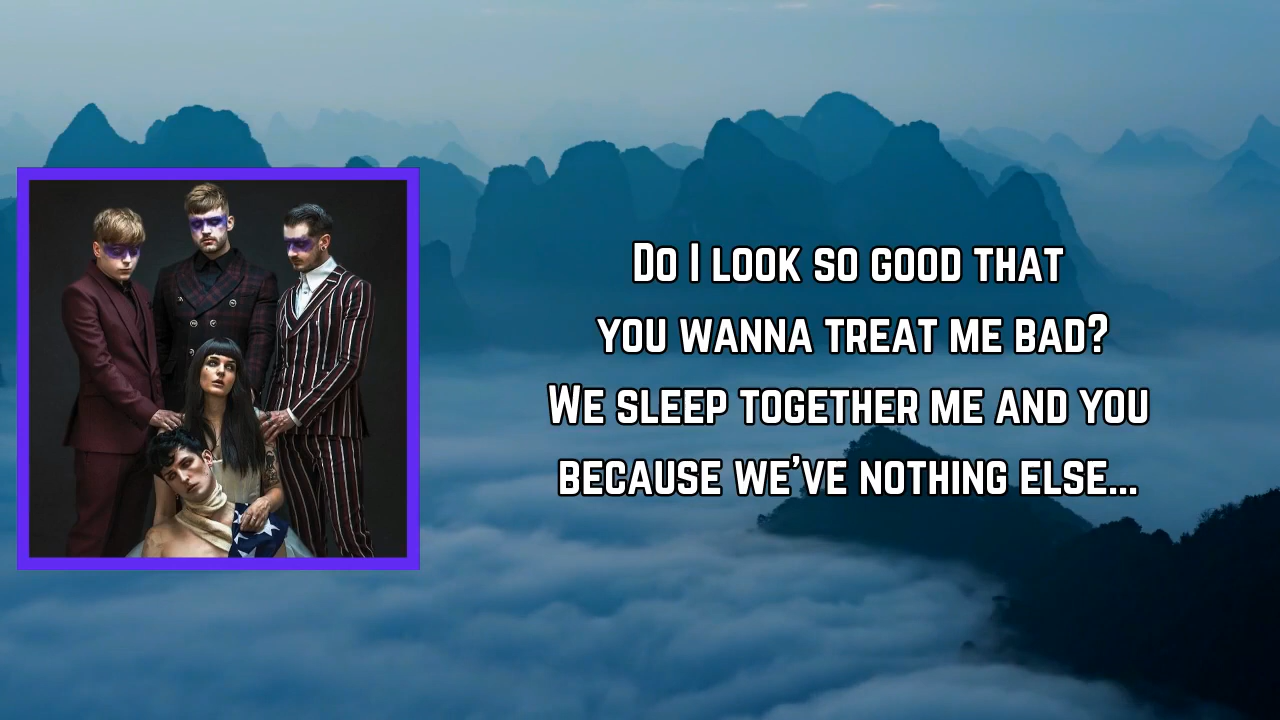 Do I look so good that
you wanna treat me bad?
We sleep together me and you
because we’ve nothing else...